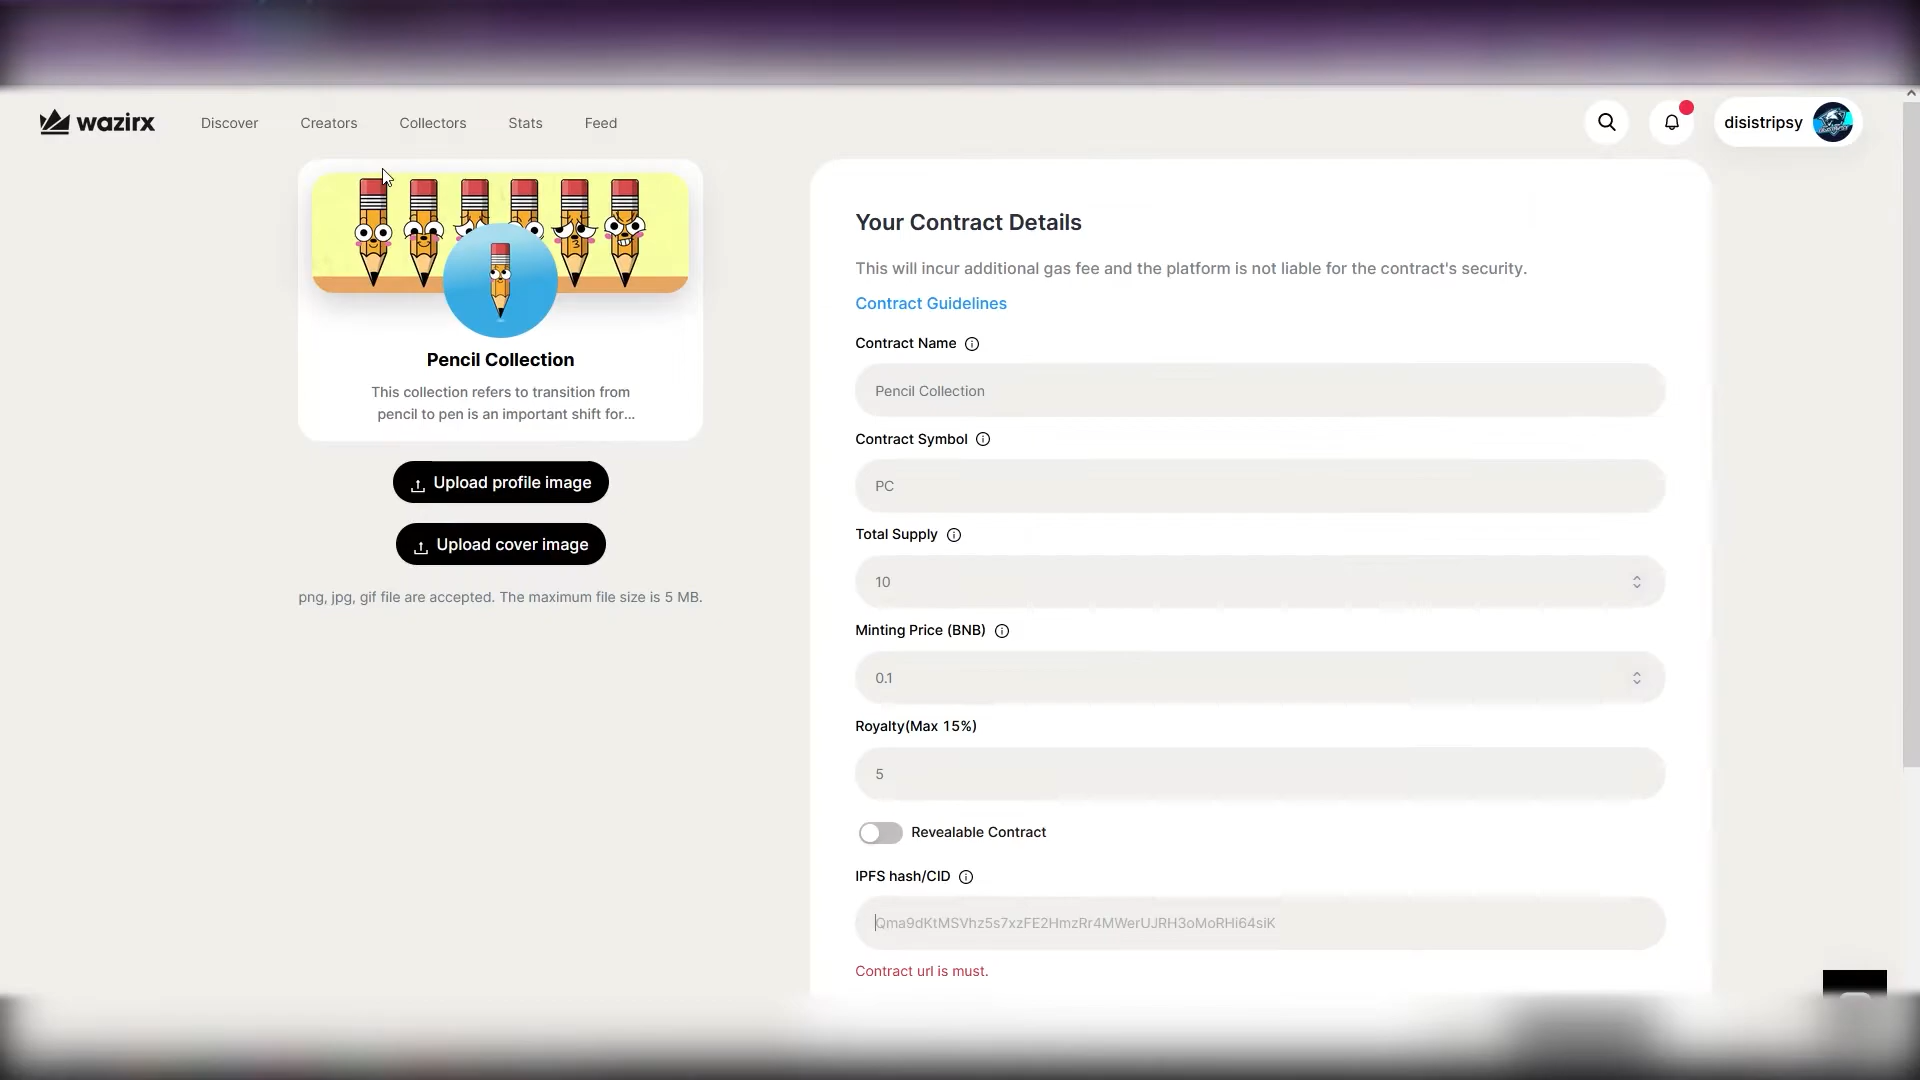 wazirx
Discover
Creators
Collectors
Stats
Feed
disistripsy
Pencil Collection
This collection refers to transition from
pencil to pen is an important shift for...
Upload profile image
Upload cover image
png, jpg, gif file are accepted. The maximum file size is 5 MB.
Your Contract Details
This will incur additional gas fee and the platform is not liable for the contract's security.
Contract Guidelines
Contract Name
Pencil Collection
Contract Symbol
PC
Total Supply
10
Minting Price (BNB)
0.1
Royalty(Max 15%)
5
Revealable Contract
IPFS hash/CID
Qma9dKtMSVhz5s7xzFE2HmzRr4MWerUJRH3oMoRHi64siK
Contract url is must.